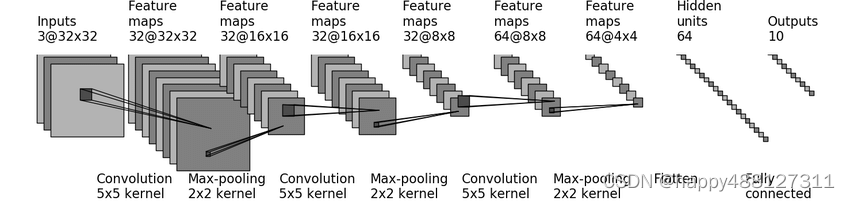 Inputs
3@32x32
Feature
maps
32@32x32
Feature
maps
32@16x16
Feature
maps
32@16x16
Feature
maps
32@8x8
Feature
maps
64@8x8
Feature
maps
64@4x4
Hidden
units
64
Outputs
10
Convolution
5x5 kernel
Max-pooling
2x2 kernel
Convolution
5x5 kernel
Max-pooling
2x2 kernel
Convolution
5x5 kernel
Max-pooling
2x2 kernel
Flatten
Fully
connected
CSDN @happy488127311